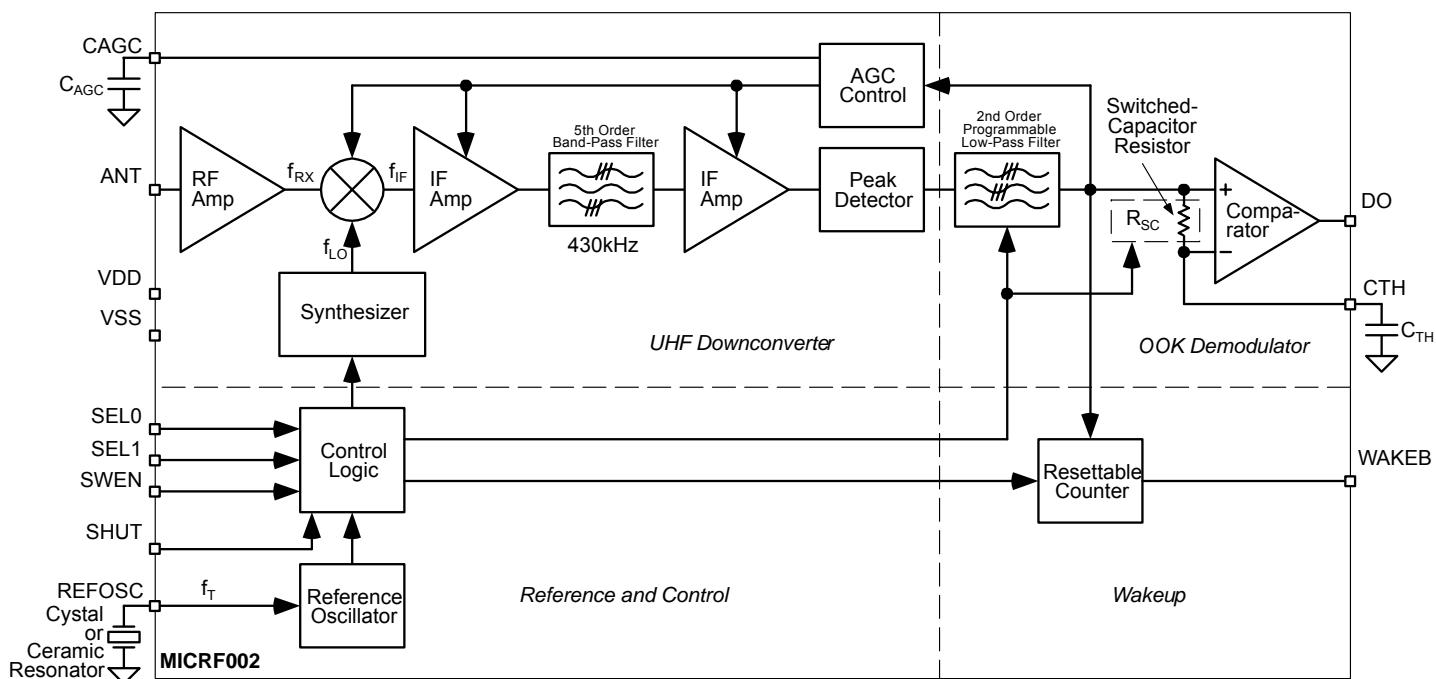 CAGC
C_AGC
AGC
Control
ANT
RF
Amp
f_RX
f_IF
IF
Amp
5th Order
Band-Pass Filter
430kHz
IF
Amp
Peak
Detector
2nd Order
Programmable
Low-Pass Filter
Switched-
Capacitor
Resistor
R_SC
+
–
Compa-
rator
DO
CTH
C_TH
f_LO
Synthesizer
VDD
VSS
UHF Downconverter
OOK Demodulator
SEL0
SEL1
SWEN
SHUT
Control
Logic
Resettable
Counter
WAKEB
REFOSC
f_T
Reference
Oscillator
Cystal
or
Ceramic
Resonator
Reference and Control
Wakeup
MICRF002